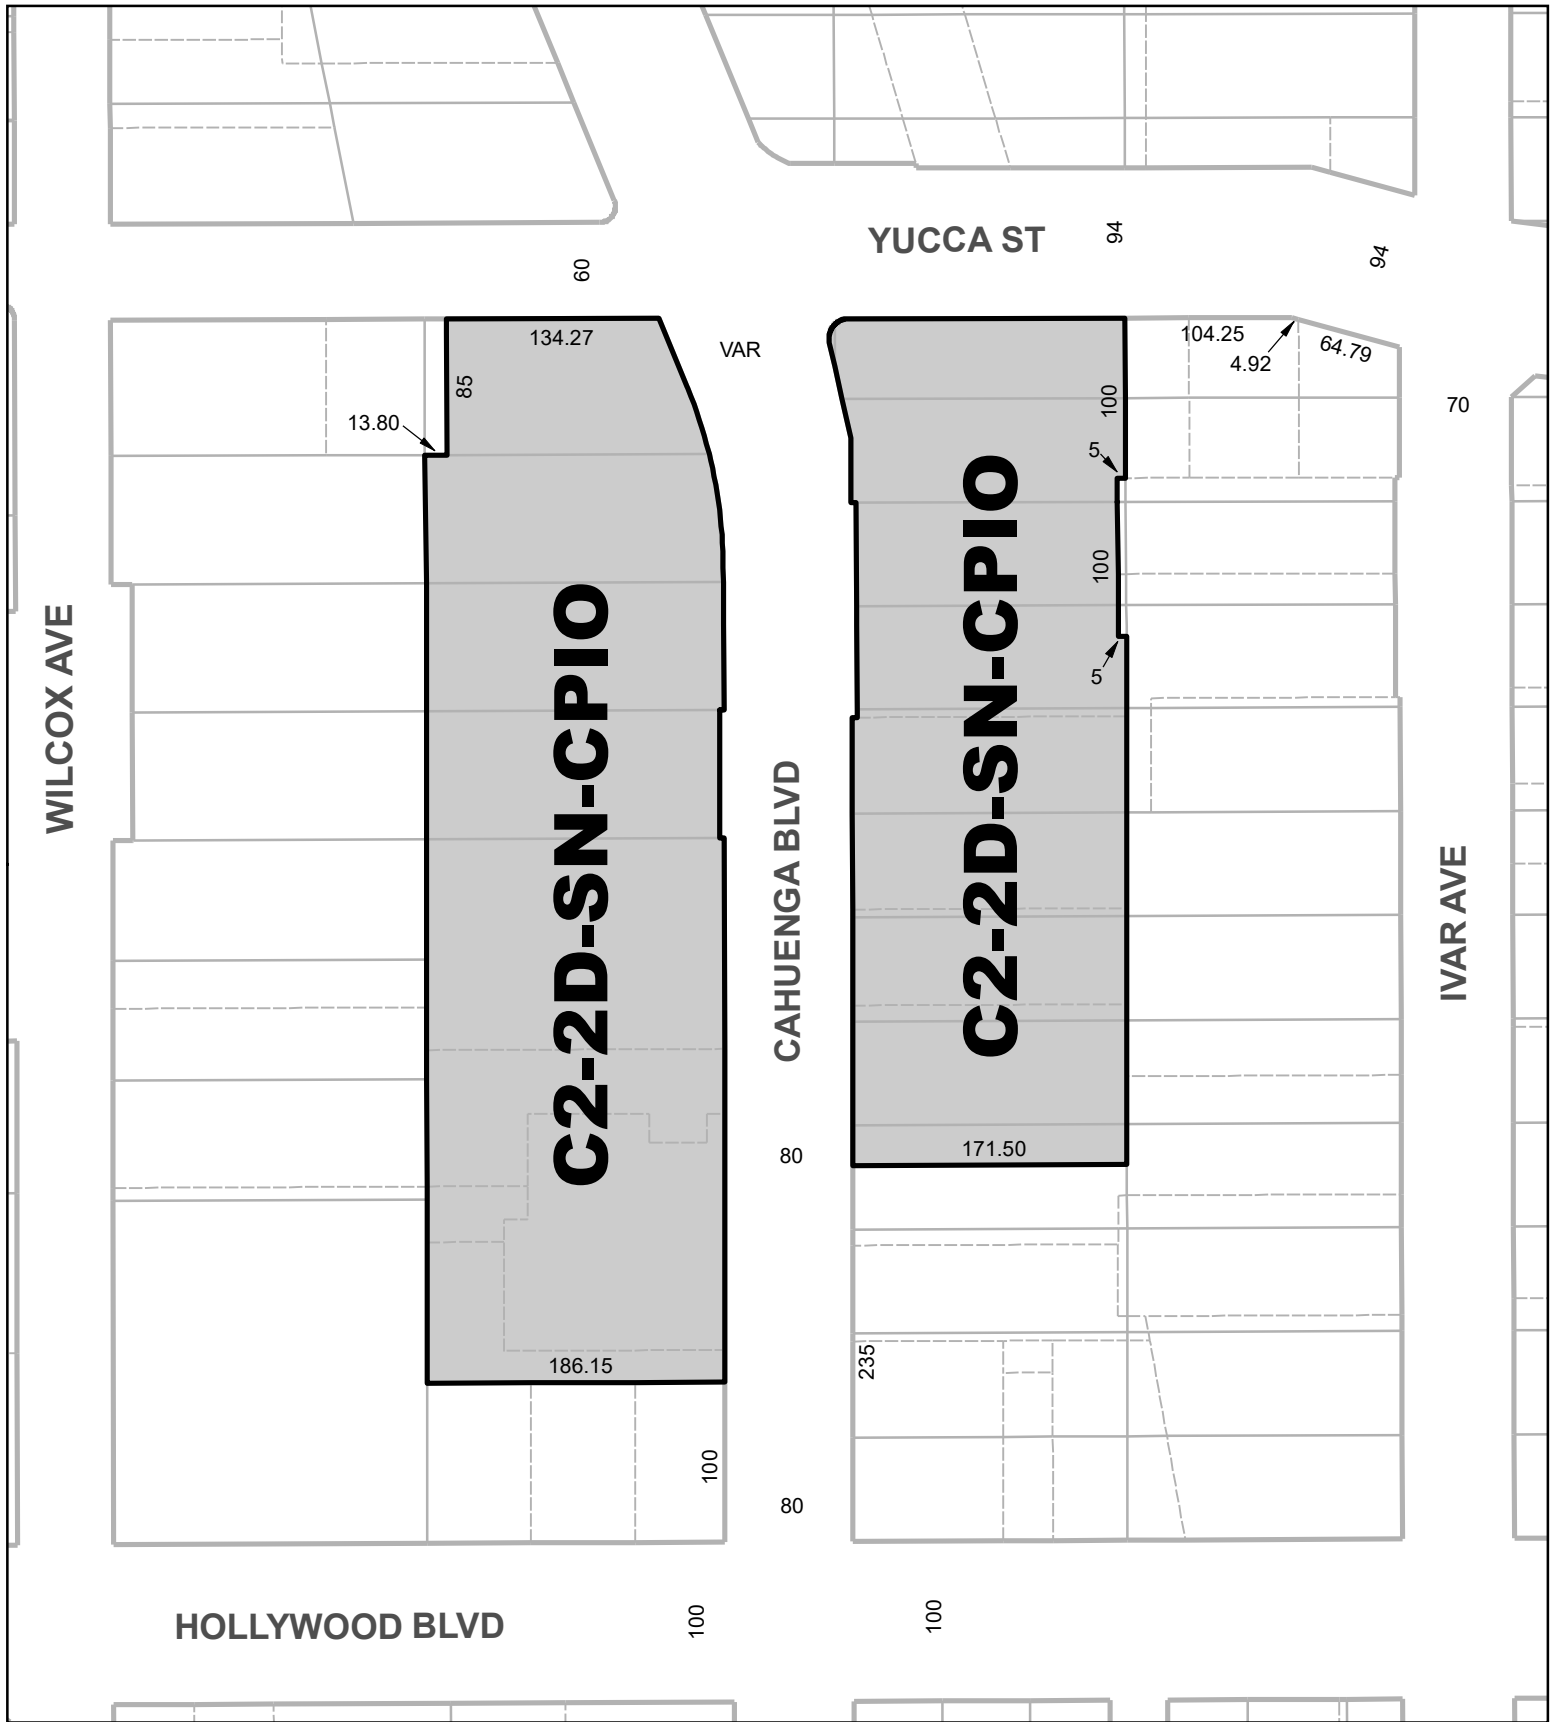 YUCCA ST
94
94
60
134.27
VAR
104.25
4.92
64.79
85
100
70
13.80
5
100
5
C2-2D-SN-CPIO
C2-2D-SN-CPIO
WILCOX AVE
CAHUENGA BLVD
IVAR AVE
80
171.50
186.15
235
100
80
HOLLYWOOD BLVD
100
100